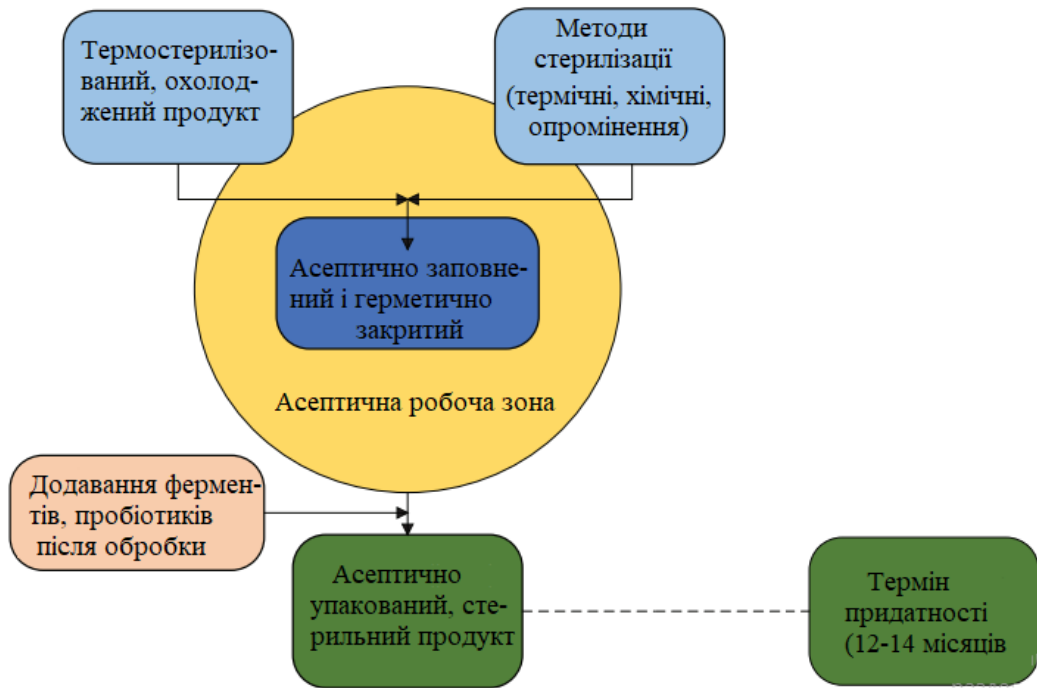 Термостерилізо-
ваний, охолод-
жений продукт
Методи
стерилізації
(термічні, хімічні,
опромінення)
Асептично заповне-
ний і герметично
закритий
Асептична робоча зона
Додавання фермен-
тів, пробіотиків
після обробки
Асептично
упакований, сте-
рильний продукт
Термін
придатності
(12-14 місяців